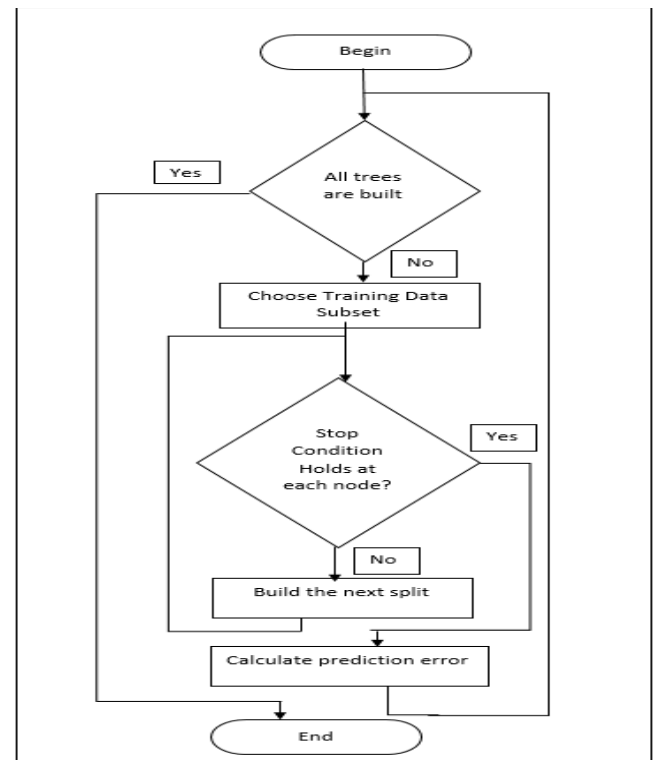 Begin
Yes
All trees
are built
No
Choose Training Data
Subset
Stop
Condition
Holds at
each node?
Yes
No
Build the next split
Calculate prediction error
End